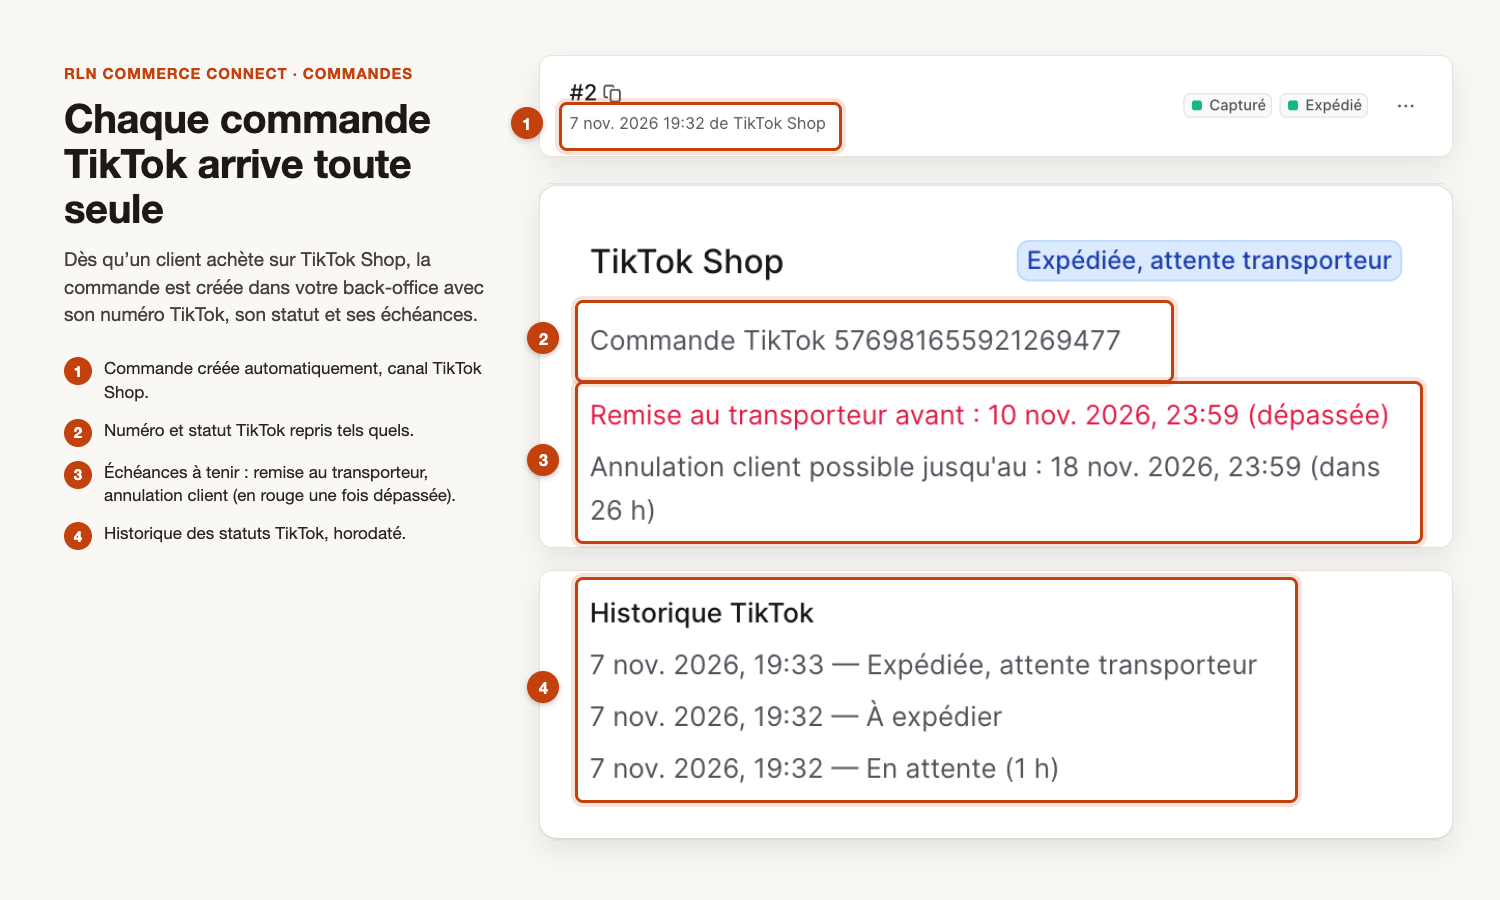 RLN COMMERCE CONNECT · COMMANDES
Chaque commande
TikTok arrive toute
seule
Dès qu’un client achète sur TikTok Shop, la
commande est créée dans votre back-office avec
son numéro TikTok, son statut et ses échéances.
1 Commande créée automatiquement, canal TikTok
Shop.
2 Numéro et statut TikTok repris tels quels.
3 Échéances à tenir : remise au transporteur,
annulation client (en rouge une fois dépassée).
4 Historique des statuts TikTok, horodaté.
#2
Capturé
Expédié
1
7 nov. 2026 19:32 de TikTok Shop
TikTok Shop
Expédiée, attente transporteur
2
Commande TikTok 576981655921269477
3
Remise au transporteur avant : 10 nov. 2026, 23:59 (dépassée)
Annulation client possible jusqu'au : 18 nov. 2026, 23:59 (dans
26 h)
4
Historique TikTok
7 nov. 2026, 19:33 — Expédiée, attente transporteur
7 nov. 2026, 19:32 — À expédier
7 nov. 2026, 19:32 — En attente (1 h)